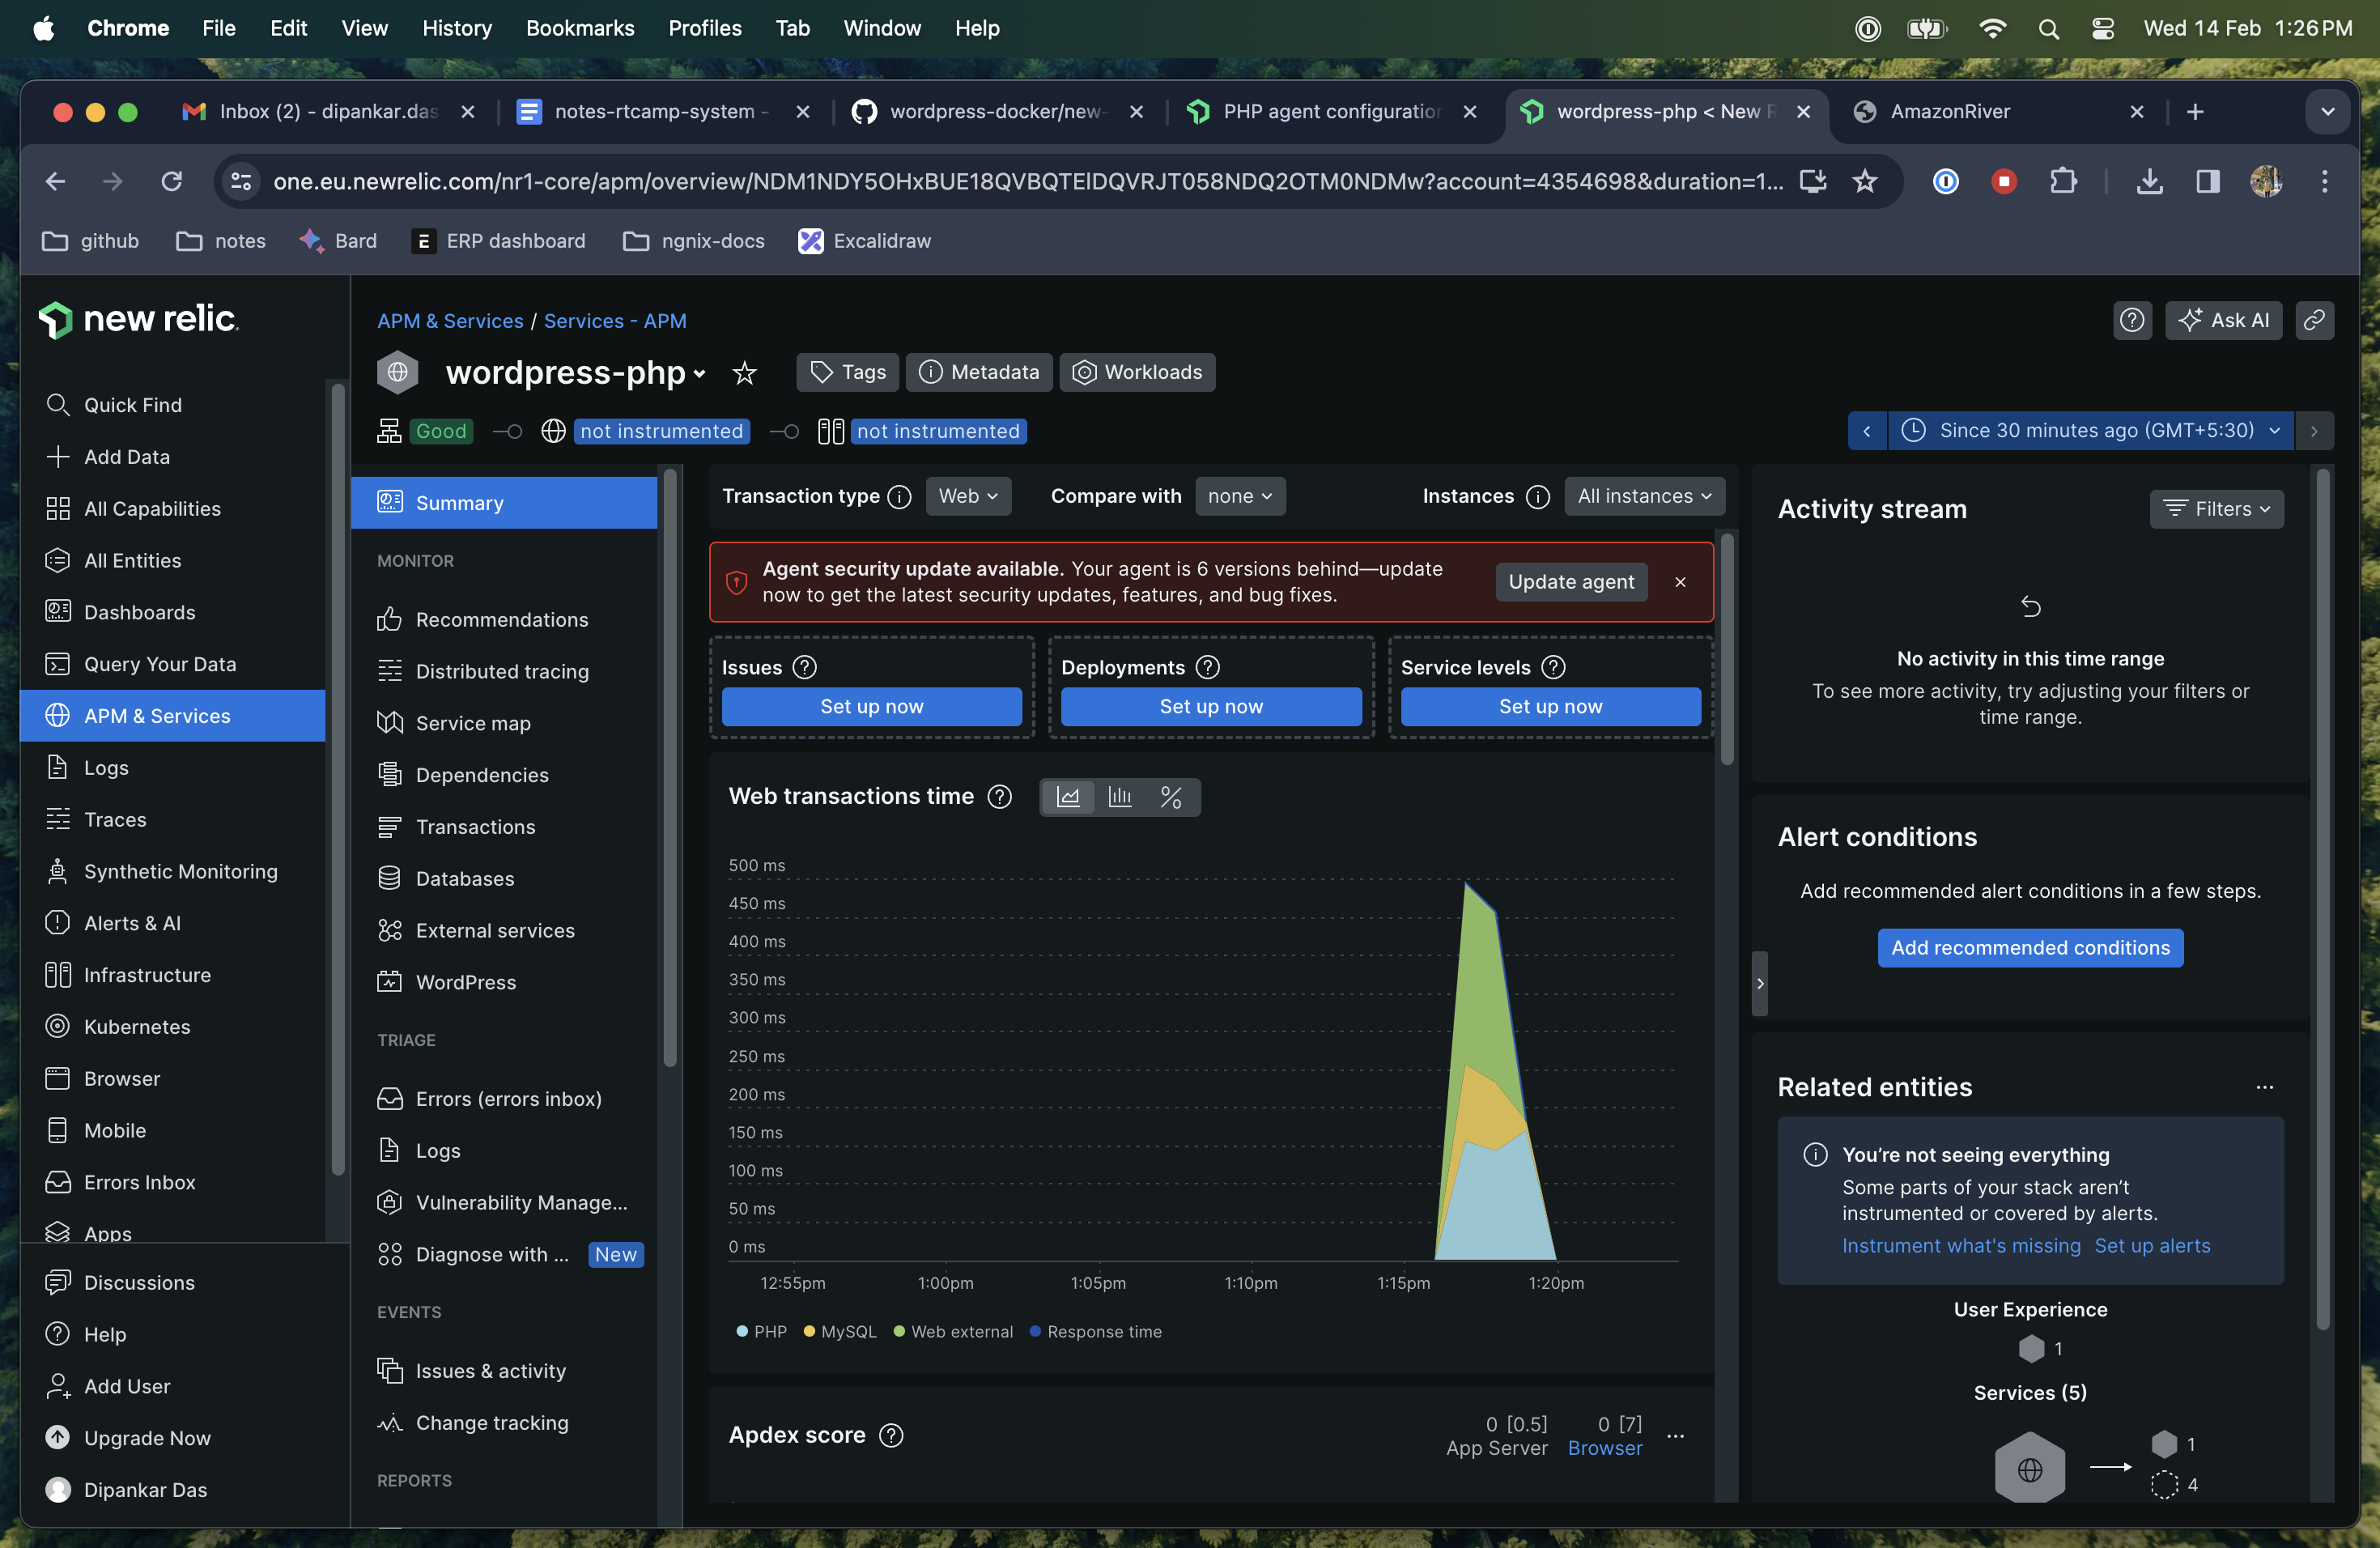 Chrome File Edit View History Bookmarks Profiles Tab Window Help Wed 14 Feb 1:26 PM
Inbox (2) - dipankar.das notes-rtcamp-system - wordpress-docker/new- PHP agent configuration wordpress-php < New R AmazonRiver
one.eu.newrelic.com/nr1-core/apm/overview/NDM1NDY5OHxBUE18QVBQTElDQVRJT058NDQ2OTM0NDMw?account=4354698&duration=1...
github notes Bard E ERP dashboard ngnix-docs Excalidraw
new relic
Quick Find
Add Data
All Capabilities
All Entities
Dashboards
Query Your Data
APM & Services
Logs
Traces
Synthetic Monitoring
Alerts & AI
Infrastructure
Kubernetes
Browser
Mobile
Errors Inbox
Apps
Discussions
Help
Add User
Upgrade Now
Dipankar Das
APM & Services / Services - APM
Ask AI
wordpress-php Tags Metadata Workloads
Good not instrumented not instrumented
Since 30 minutes ago (GMT+5:30)
Summary
MONITOR
Recommendations
Distributed tracing
Service map
Dependencies
Transactions
Databases
External services
WordPress
TRIAGE
Errors (errors inbox)
Logs
Vulnerability Manage...
Diagnose with ... New
EVENTS
Issues & activity
Change tracking
REPORTS
Transaction type Web Compare with none Instances All instances
Agent security update available. Your agent is 6 versions behind—update
now to get the latest security updates, features, and bug fixes.
Update agent
Issues Deployments Service levels
Set up now Set up now Set up now
Web transactions time
500 ms
450 ms
400 ms
350 ms
300 ms
250 ms
200 ms
150 ms
100 ms
50 ms
0 ms
12:55pm 1:00pm 1:05pm 1:10pm 1:15pm 1:20pm
PHP MySQL Web external Response time
Apdex score
0 [0.5] 0 [7]
App Server Browser
Activity stream Filters
No activity in this time range
To see more activity, try adjusting your filters or
time range.
Alert conditions
Add recommended alert conditions in a few steps.
Add recommended conditions
Related entities
You're not seeing everything
Some parts of your stack aren't
instrumented or covered by alerts.
Instrument what's missing Set up alerts
User Experience
1
Services (5)
1
4